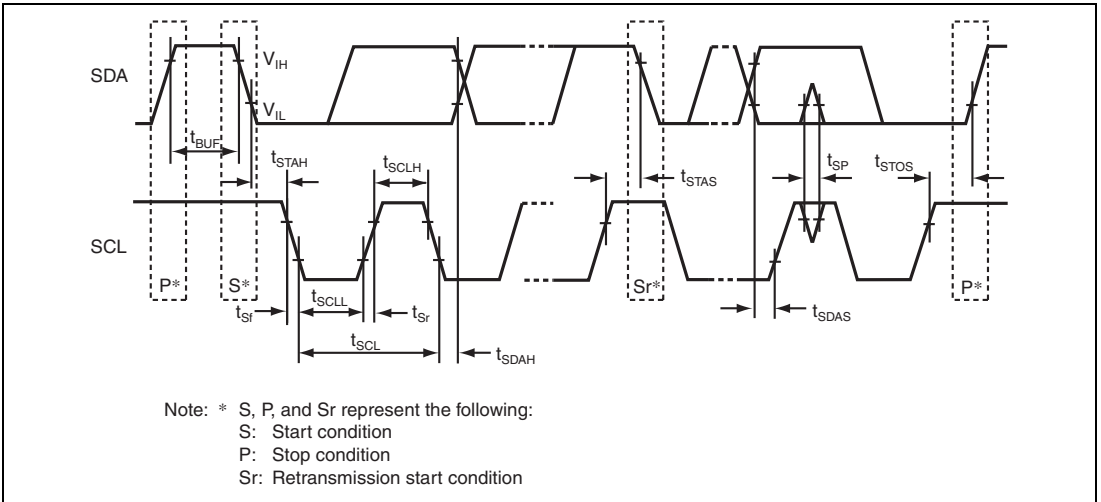 SDA
V_IH
V_IL
t_BUF
t_STAH
t_SCLH
t_STAS
t_SP
t_STOS
SCL
P*
S*
Sr*
P*
t_Sf
t_SCLL
t_Sr
t_SDAS
t_SCL
t_SDAH
Note: * S, P, and Sr represent the following:
S: Start condition
P: Stop condition
Sr: Retransmission start condition